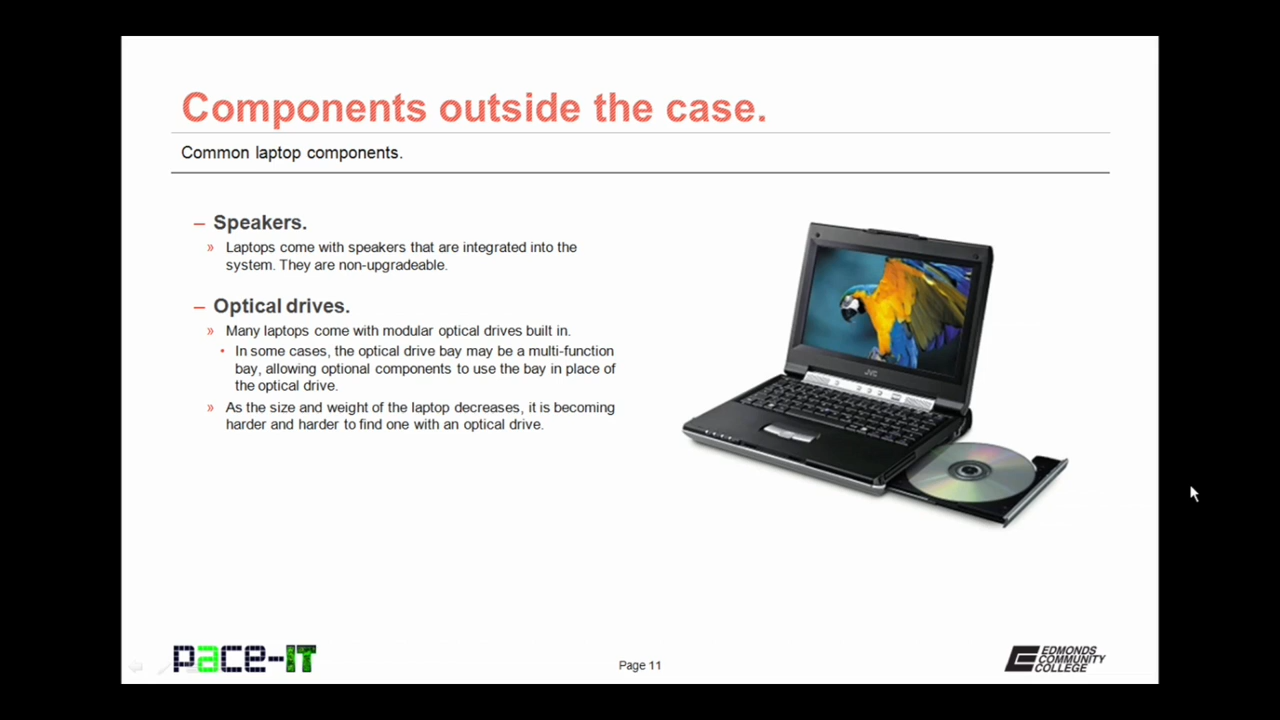 Components outside the case.
Common laptop components.
– Speakers.
» Laptops come with speakers that are integrated into the
system. They are non-upgradeable.
– Optical drives.
» Many laptops come with modular optical drives built in.
• In some cases, the optical drive bay may be a multi-function
bay, allowing optional components to use the bay in place of
the optical drive.
» As the size and weight of the laptop decreases, it is becoming
harder and harder to find one with an optical drive.
JVC
pace-IT
Page 11
EDMONDS
COMMUNITY
COLLEGE